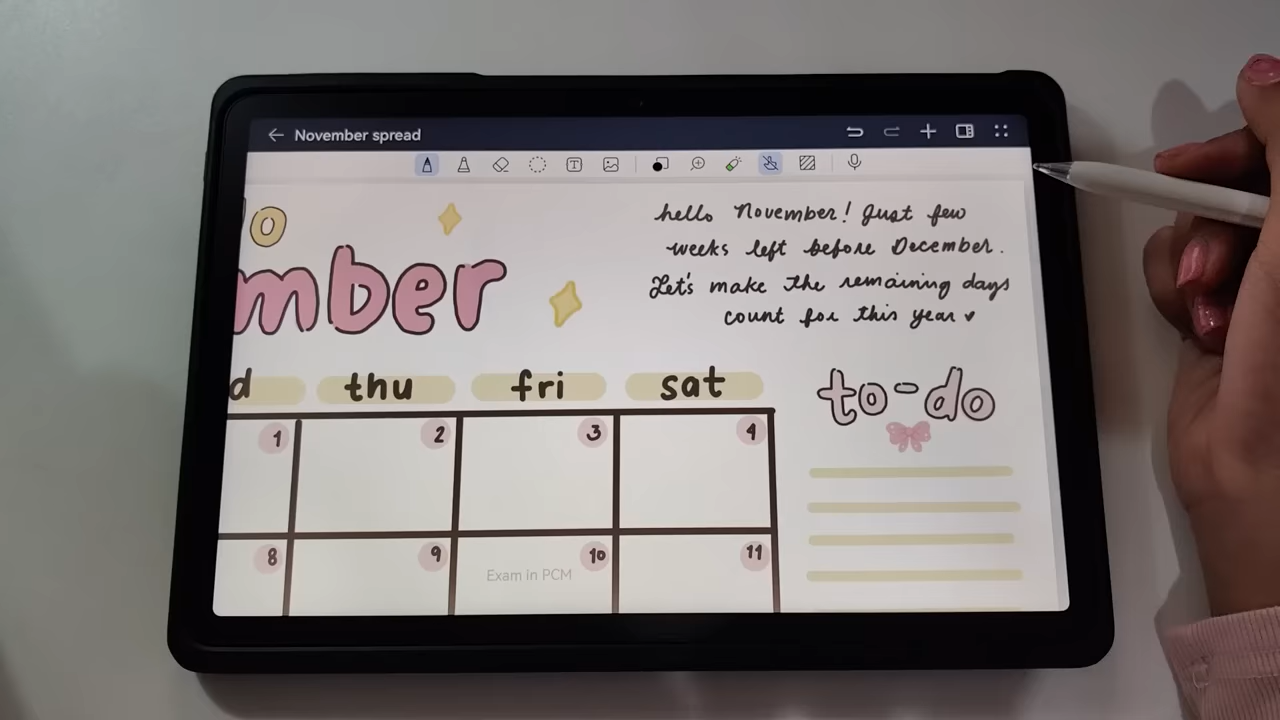 November spread
o
mber
hello November! Just few
weeks left before December.
Let's make the remaining days
count for this year
d thu fri sat
to-do
1 2 3 4
8 9 10 11
Exam in PCM